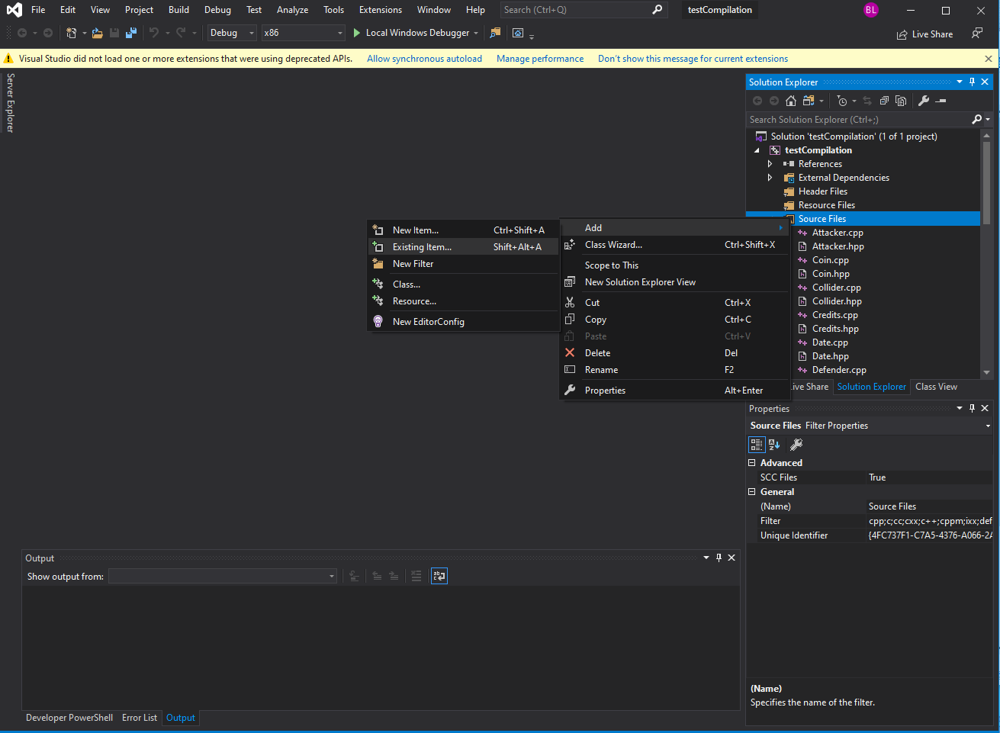 File Edit View Project Build Debug Test Analyze Tools Extensions Window Help Search (Ctrl+Q) testCompilation BL
Debug x86 Local Windows Debugger Live Share
Visual Studio did not load one or more extensions that were using deprecated APIs. Allow synchronous autoload Manage performance Don't show this message for current extensions
Server Explorer
Solution Explorer
Search Solution Explorer (Ctrl+;)
Solution 'testCompilation' (1 of 1 project)
testCompilation
References
External Dependencies
Header Files
Resource Files
Source Files
Attacker.cpp
Attacker.hpp
Coin.cpp
Coin.hpp
Collider.cpp
Collider.hpp
Credits.cpp
Credits.hpp
Date.cpp
Date.hpp
Defender.cpp
New Item... Ctrl+Shift+A
Existing Item... Shift+Alt+A
New Filter
Class...
Resource...
New EditorConfig
Add
Class Wizard... Ctrl+Shift+X
Scope to This
New Solution Explorer View
Cut Ctrl+X
Copy Ctrl+C
Paste Ctrl+V
Delete Del
Rename F2
Properties Alt+Enter
ive Share Solution Explorer Class View
Properties
Source Files Filter Properties
Advanced
SCC Files True
General
(Name) Source Files
Filter cpp;c;cc;cxx;c++;cppm;ixx;def
Unique Identifier {4FC737F1-C7A5-4376-A066-2A
(Name)
Specifies the name of the filter.
Output
Show output from:
Developer PowerShell Error List Output